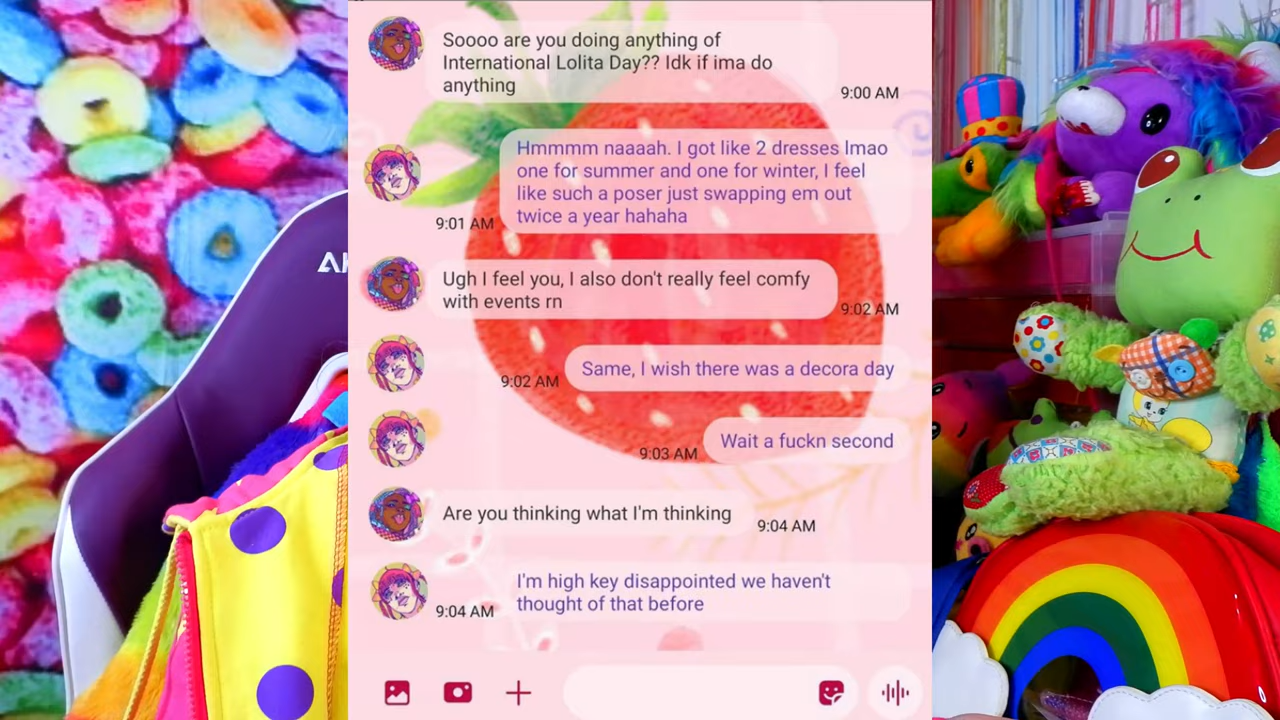 Soooo are you doing anything of
International Lolita Day?? Idk if ima do
anything
9:00 AM
Hmmmm naaaah. I got like 2 dresses lmao
one for summer and one for winter, I feel
like such a poser just swapping em out
twice a year hahaha
9:01 AM
Ugh I feel you, I also don't really feel comfy
with events rn
9:02 AM
Same, I wish there was a decora day
9:02 AM
Wait a fuckn second
9:03 AM
Are you thinking what I'm thinking
9:04 AM
I'm high key disappointed we haven't
thought of that before
9:04 AM